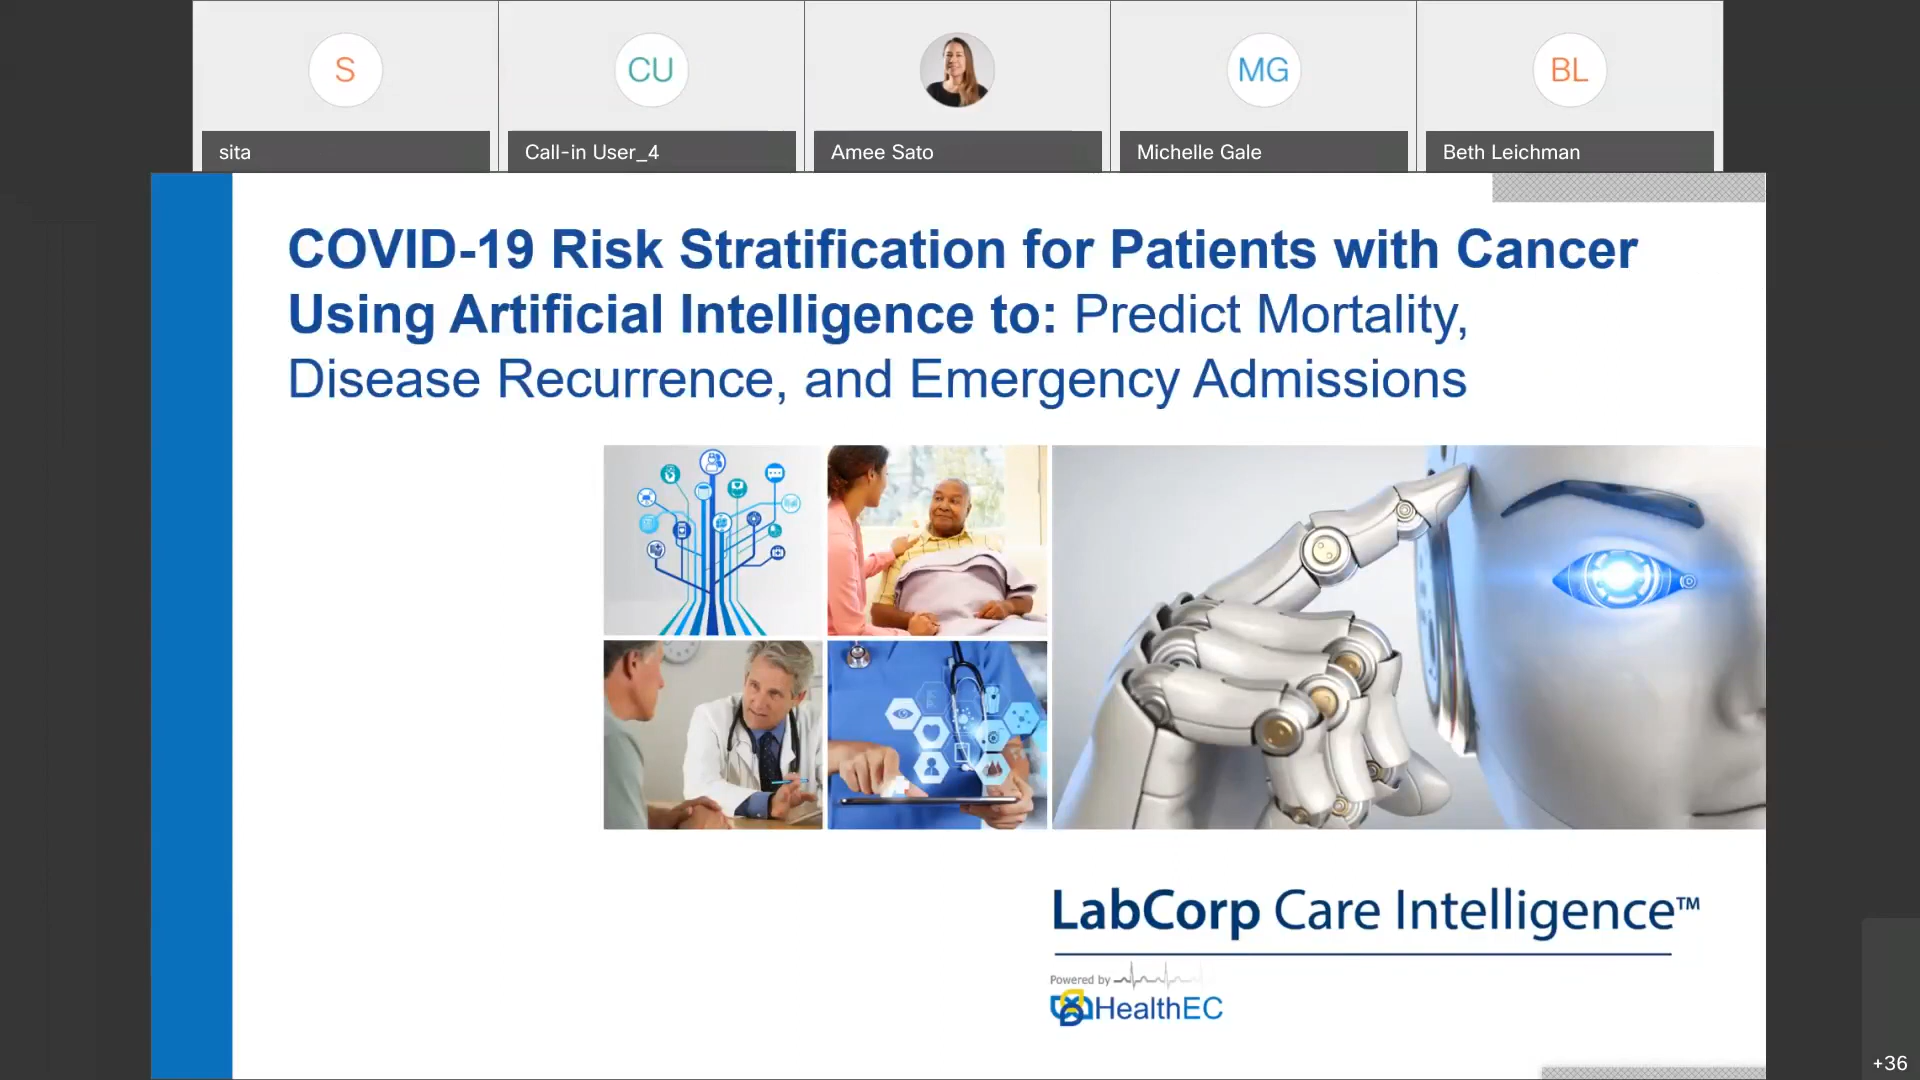 S
CU
MG
BL
sita
Call-in User_4
Amee Sato
Michelle Gale
Beth Leichman
COVID-19 Risk Stratification for Patients with Cancer
Using Artificial Intelligence to: Predict Mortality,
Disease Recurrence, and Emergency Admissions
LabCorp Care Intelligence™
Powered by
HealthEC
+36